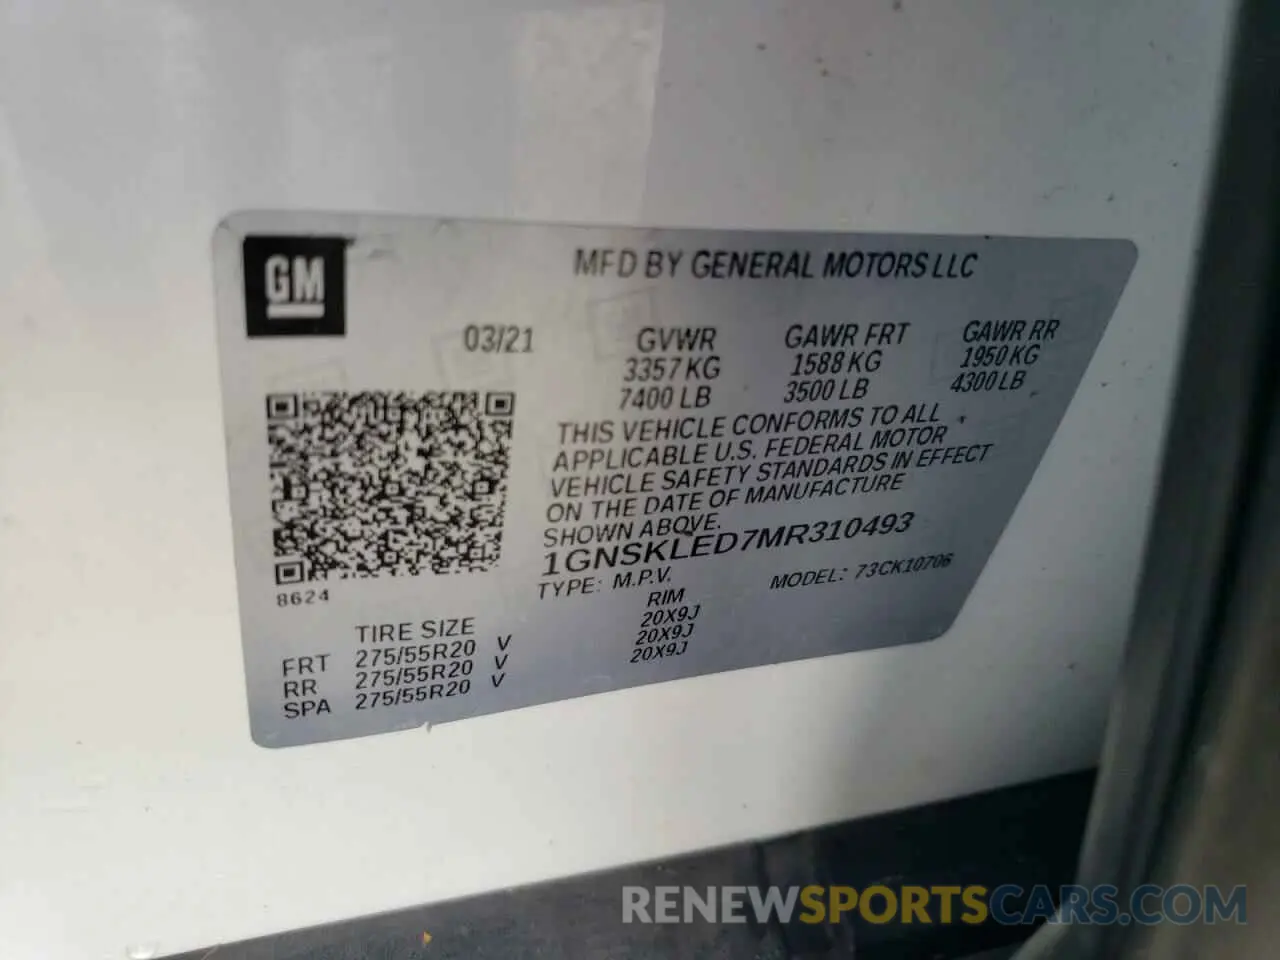 GM
MFD BY GENERAL MOTORS LLC
03/21 GVWR GAWR FRT GAWR RR
3357 KG 1588 KG 1950 KG
7400 LB 3500 LB 4300 LB
THIS VEHICLE CONFORMS TO ALL
APPLICABLE U.S. FEDERAL MOTOR
VEHICLE SAFETY STANDARDS IN EFFECT
ON THE DATE OF MANUFACTURE
SHOWN ABOVE.
1GNSKLED7MR310493
TYPE: M.P.V. MODEL: 73CK10706
8624
TIRE SIZE RIM
FRT 275/55R20 V 20X9J
RR 275/55R20 V 20X9J
SPA 275/55R20 V 20X9J
RENEWSPORTSCARS.COM